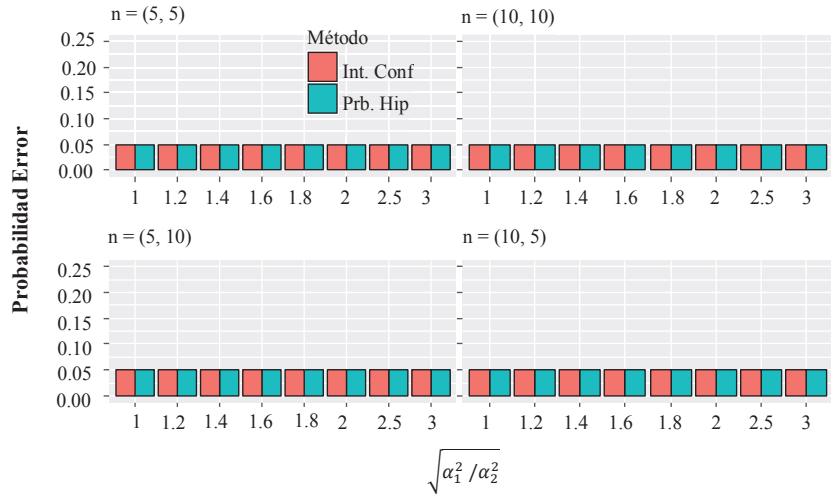 n = (5, 5)
n = (10, 10)
Método
Int. Conf
Prb. Hip
0.25
0.20
0.15
0.10
0.05
0.00
1 1.2 1.4 1.6 1.8 2 2.5 3
1 1.2 1.4 1.6 1.8 2 2.5 3
Probabilidad Error
n = (5, 10)
n = (10, 5)
0.25
0.20
0.15
0.10
0.05
0.00
1 1.2 1.4 1.6 1.8 2 2.5 3
1 1.2 1.4 1.6 1.8 2 2.5 3
√α₁² /α₂²